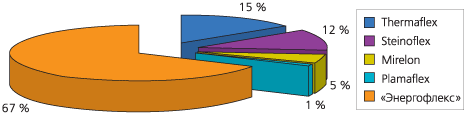 15 %
12 %
5 %
1 %
67 %
Thermaflex
Steinoflex
Mirelon
Plamaflex
«Энергофлекс»